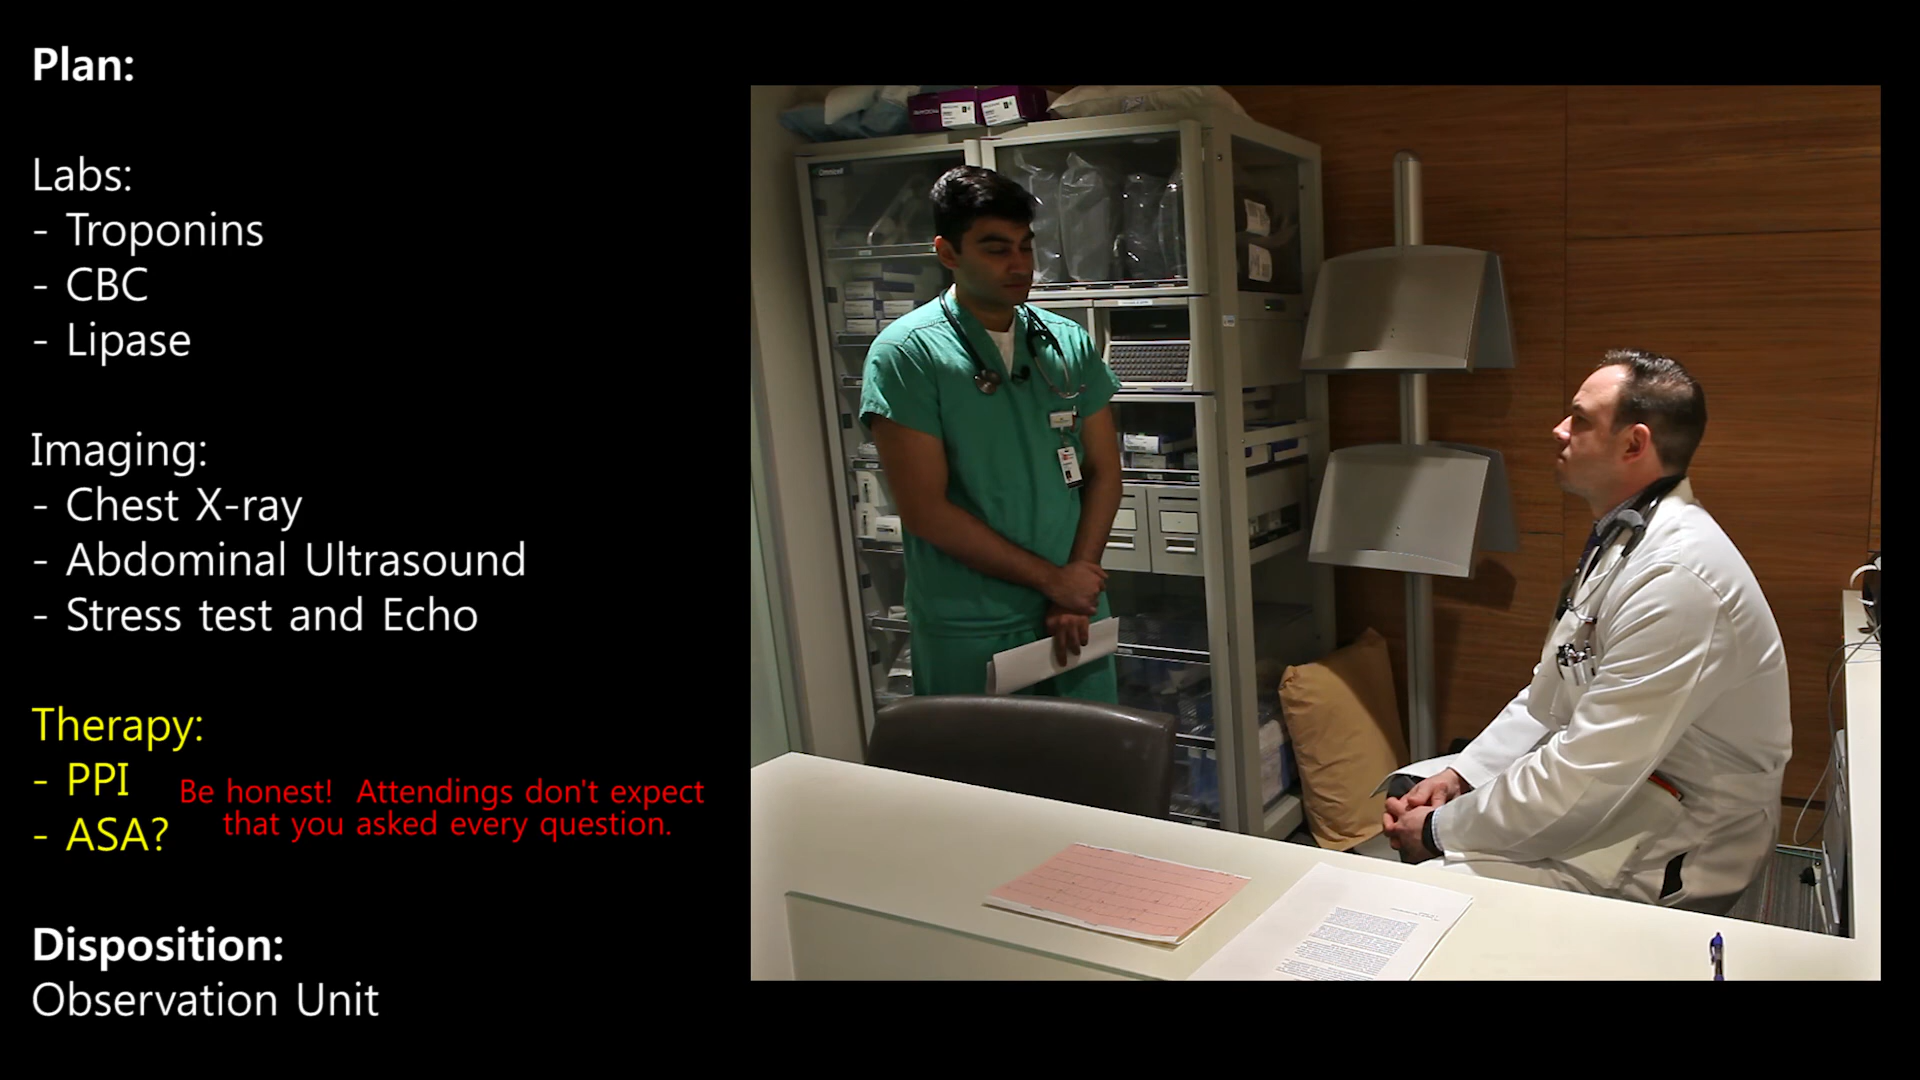 Plan:
Labs:
- Troponins
- CBC
- Lipase
Imaging:
- Chest X-ray
- Abdominal Ultrasound
- Stress test and Echo
Therapy:
- PPI
- ASA?
Be honest!  Attendings don't expect
that you asked every question.
Disposition:
Observation Unit
Omnicell